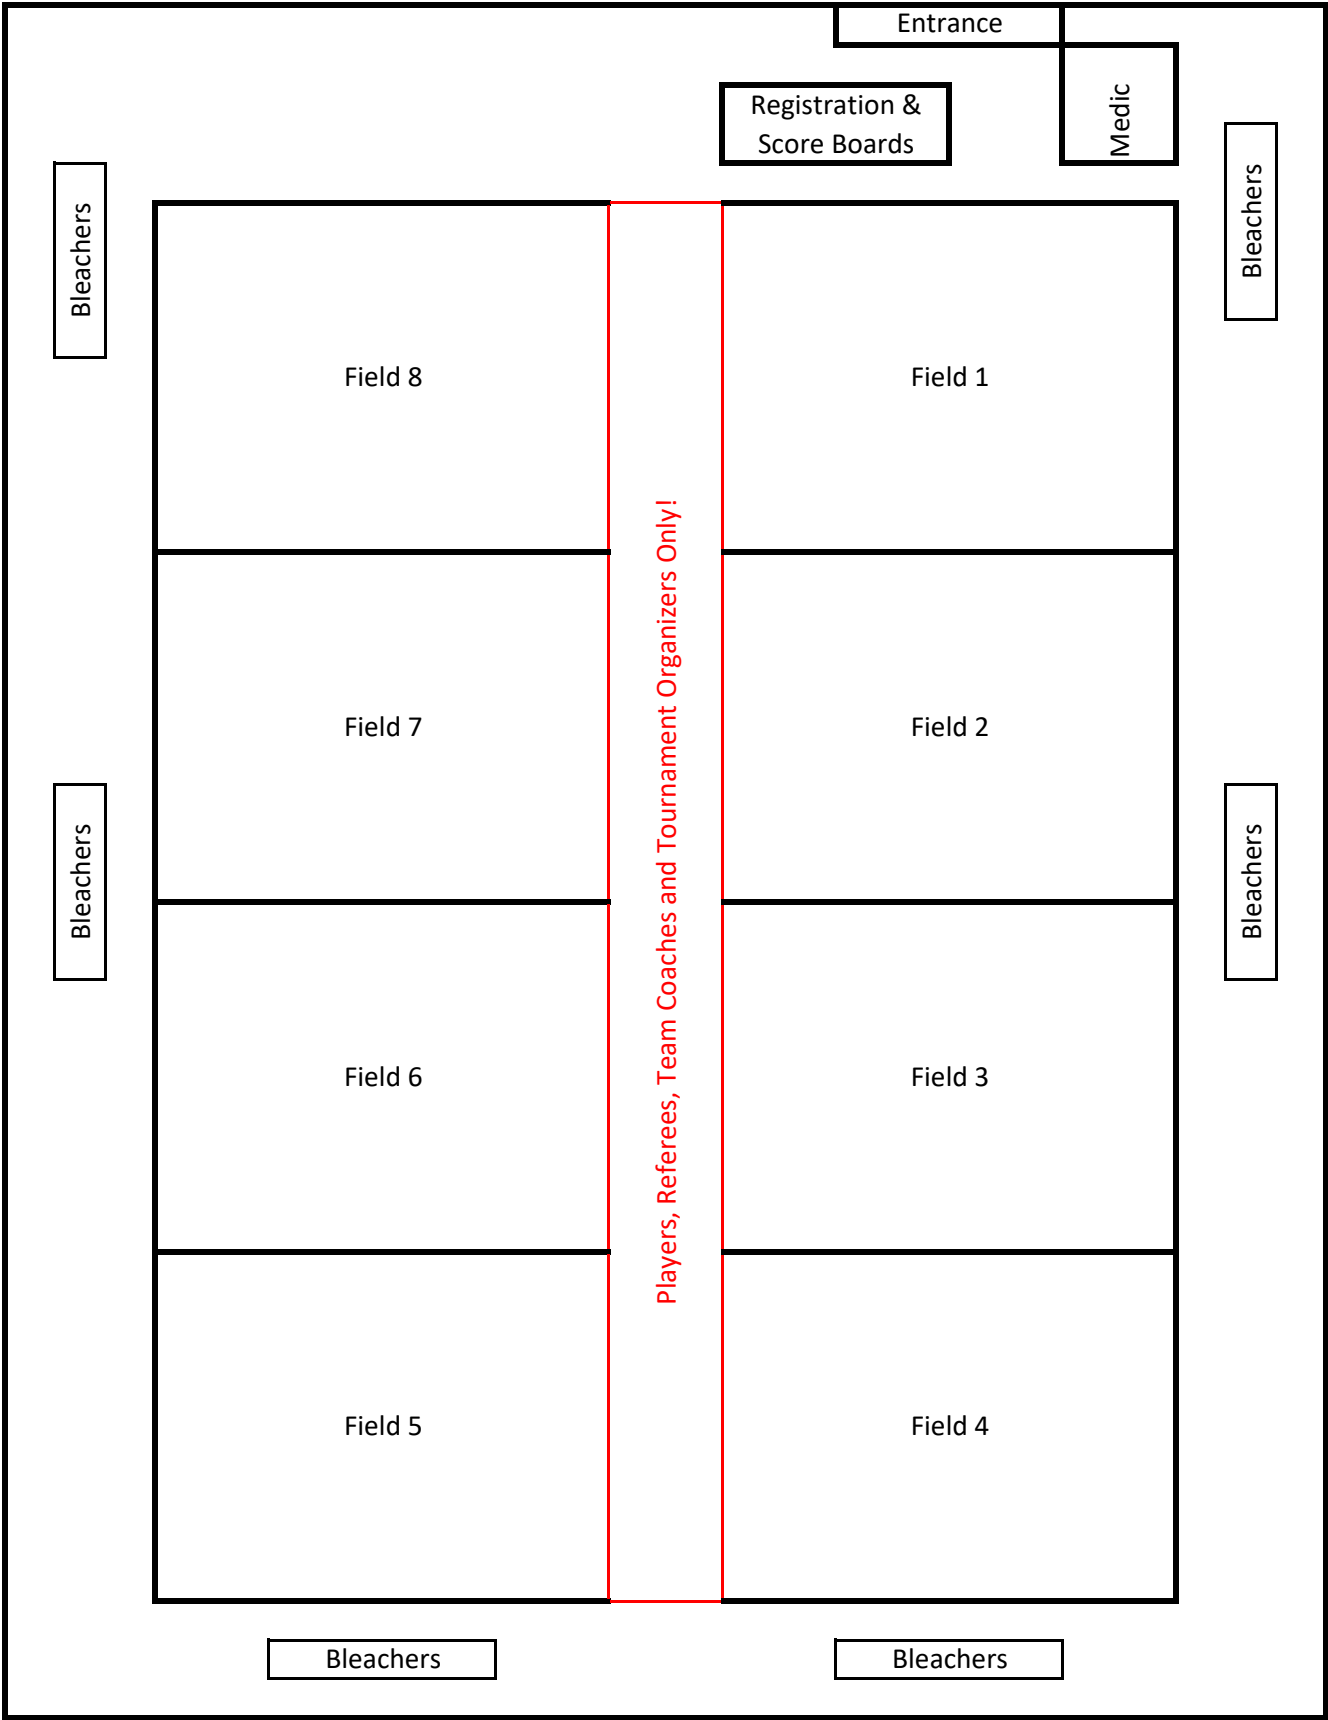 Entrance
Registration &
Score Boards
Medic
Bleachers
Bleachers
Field 8
Field 1
Players, Referees, Team Coaches and Tournament Organizers Only!
Field 7
Field 2
Bleachers
Bleachers
Field 6
Field 3
Field 5
Field 4
Bleachers
Bleachers